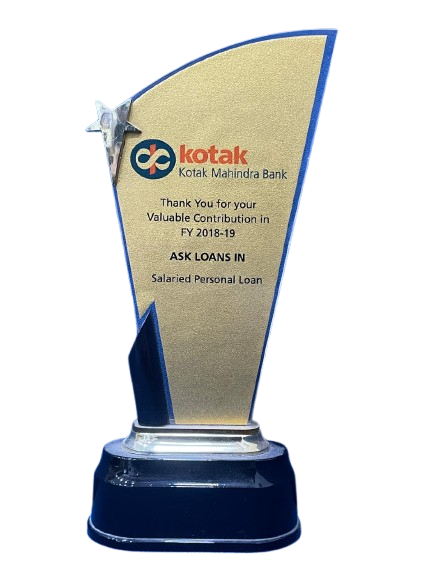 kotak
Kotak Mahindra Bank
Thank You for your
Valuable Contribution in
FY 2018-19
ASK LOANS IN
Salaried Personal Loan